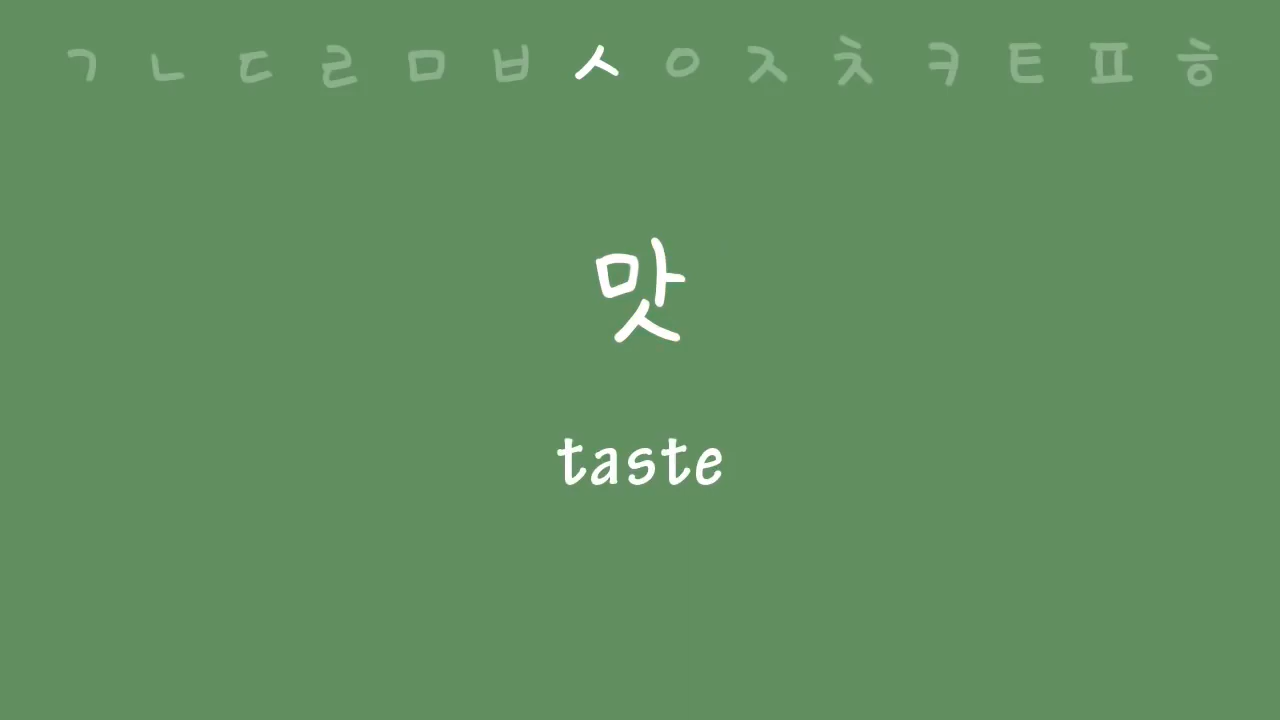 ㄱ ㄴ ㄷ ㄹ ㅁ ㅂ ㅅ ㅇ ㅈ ㅊ ㅋ ㅌ ㅍ ㅎ
맛
taste